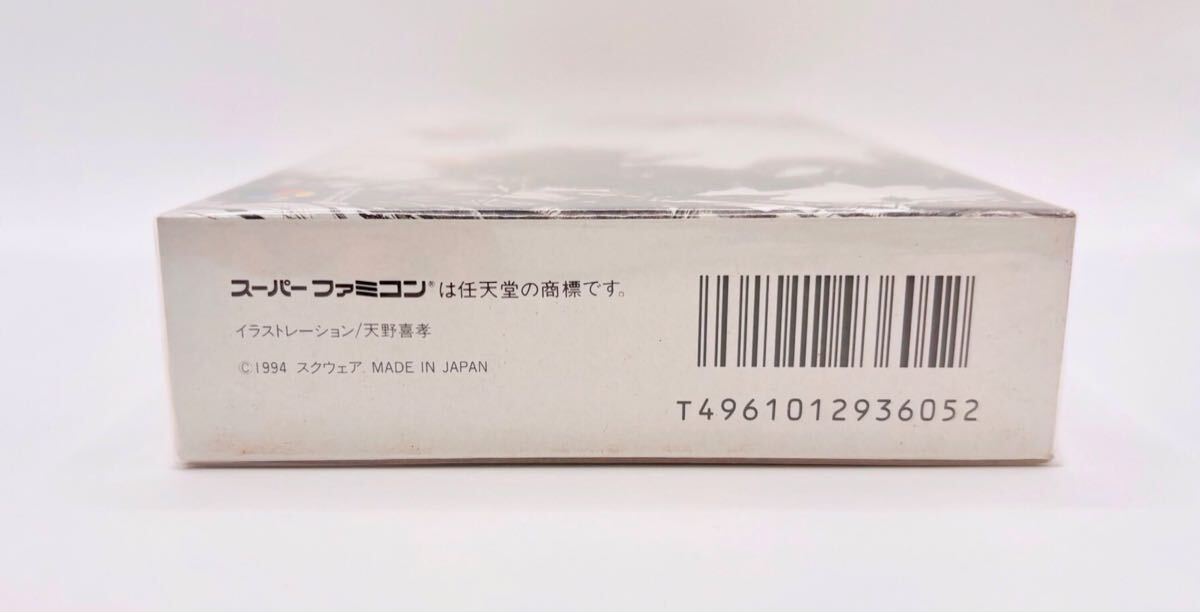 スーパーファミコン®は任天堂の商標です。
イラストレーション/天野喜孝
©1994 スクウェア MADE IN JAPAN
T4961012936052